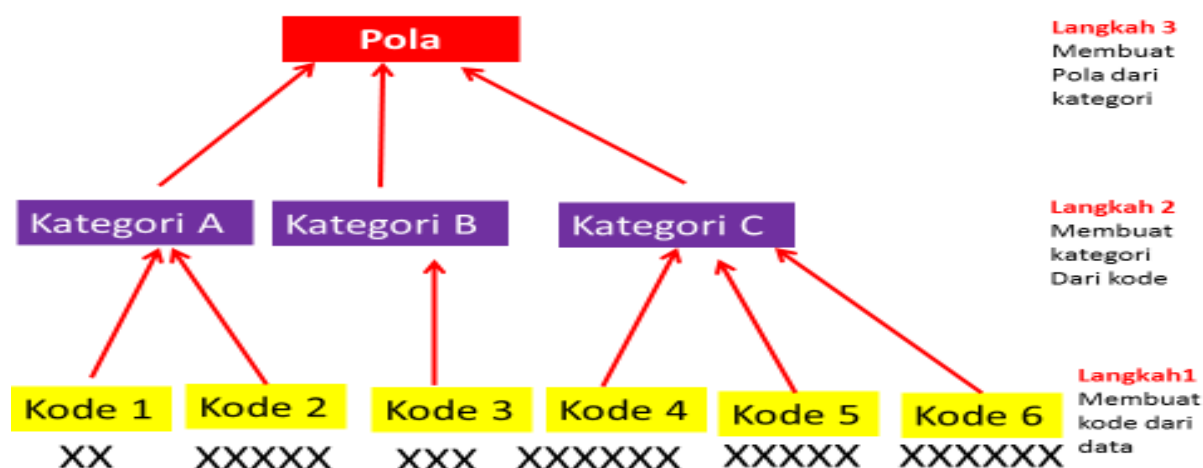 Pola
Langkah 3
Membuat
Pola dari
kategori
Kategori A
Kategori B
Kategori C
Langkah 2
Membuat
kategori
Dari kode
Kode 1
Kode 2
Kode 3
Kode 4
Kode 5
Kode 6
Langkah1
Membuat
kode dari
data
XX
XXXXX
XXX
XXXXXX
XXXXX
XXXXXX